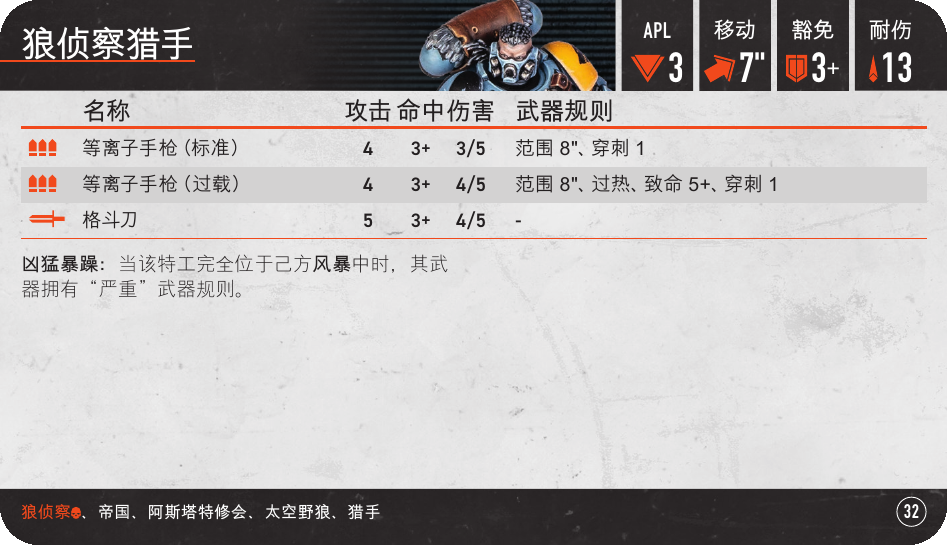 狼侦察猎手
APL 移动 豁免 耐伤
3 7" 3+ 13
名称 攻击 命中 伤害 武器规则
等离子手枪（标准） 4 3+ 3/5 范围 8"、穿刺 1
等离子手枪（过载） 4 3+ 4/5 范围 8"、过热、致命 5+、穿刺 1
格斗刀 5 3+ 4/5 -
凶猛暴躁：当该特工完全位于己方风暴中时，其武
器拥有“严重”武器规则。
狼侦察、帝国、阿斯塔特修会、太空野狼、猎手
32